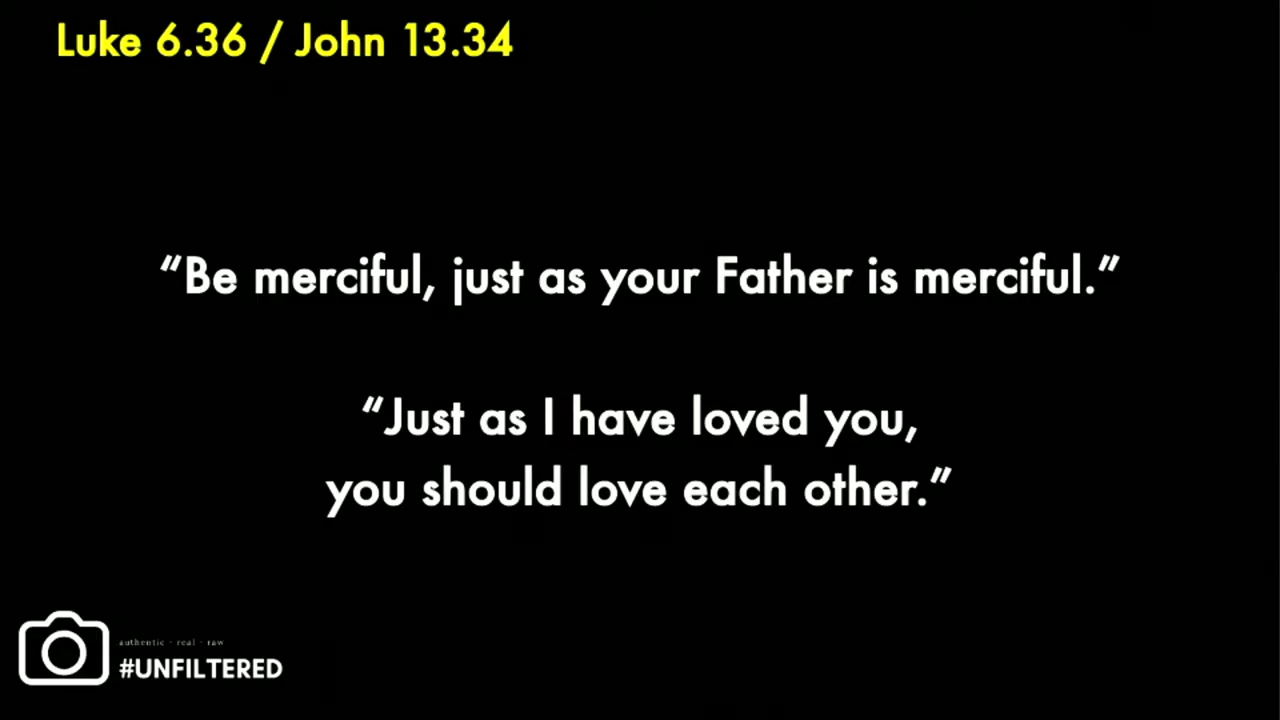 Luke 6.36 / John 13.34
“Be merciful, just as your Father is merciful.”
“Just as I have loved you,
you should love each other.”
authentic - real - raw
#UNFILTERED